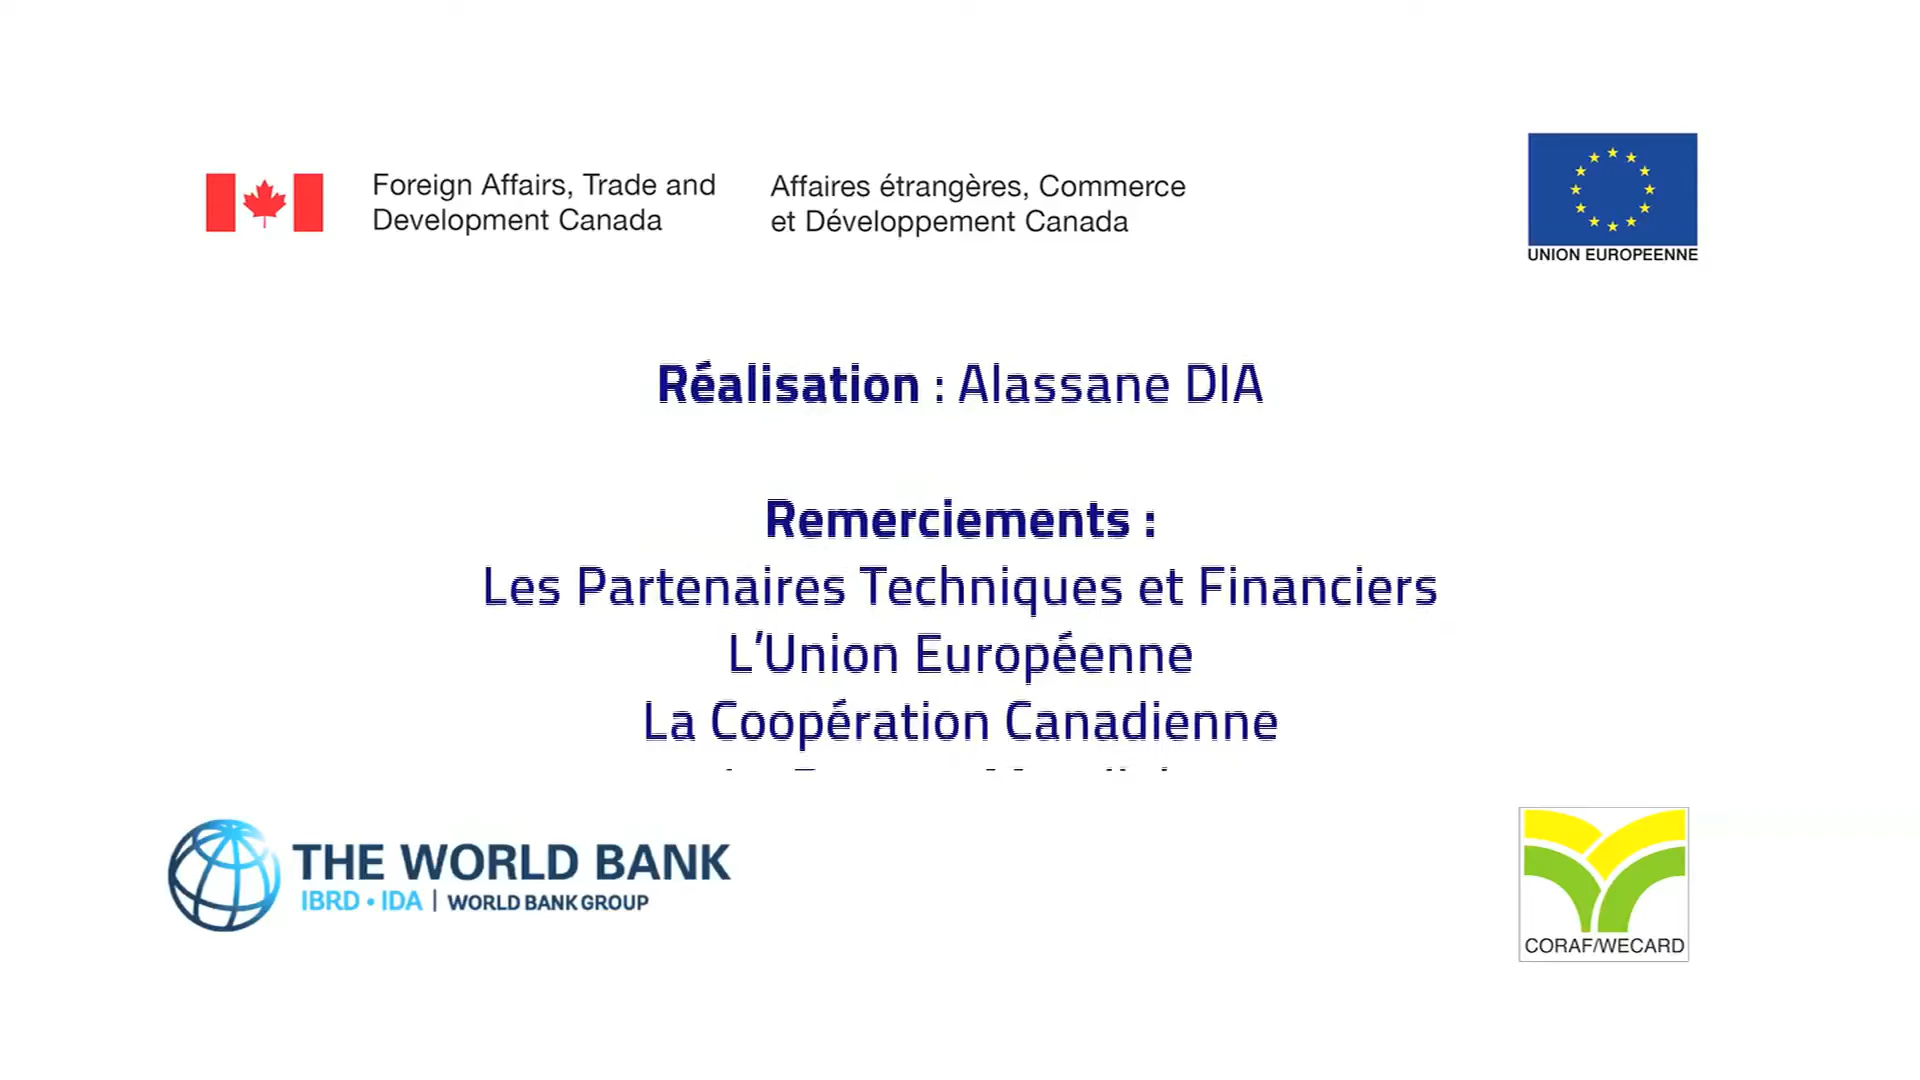 Foreign Affairs, Trade and
Development Canada
Affaires étrangères, Commerce
et Développement Canada
UNION EUROPEENNE
Réalisation : Alassane DIA
Remerciements :
Les Partenaires Techniques et Financiers
L'Union Européenne
La Coopération Canadienne
THE WORLD BANK
IBRD • IDA | WORLD BANK GROUP
CORAF/WECARD